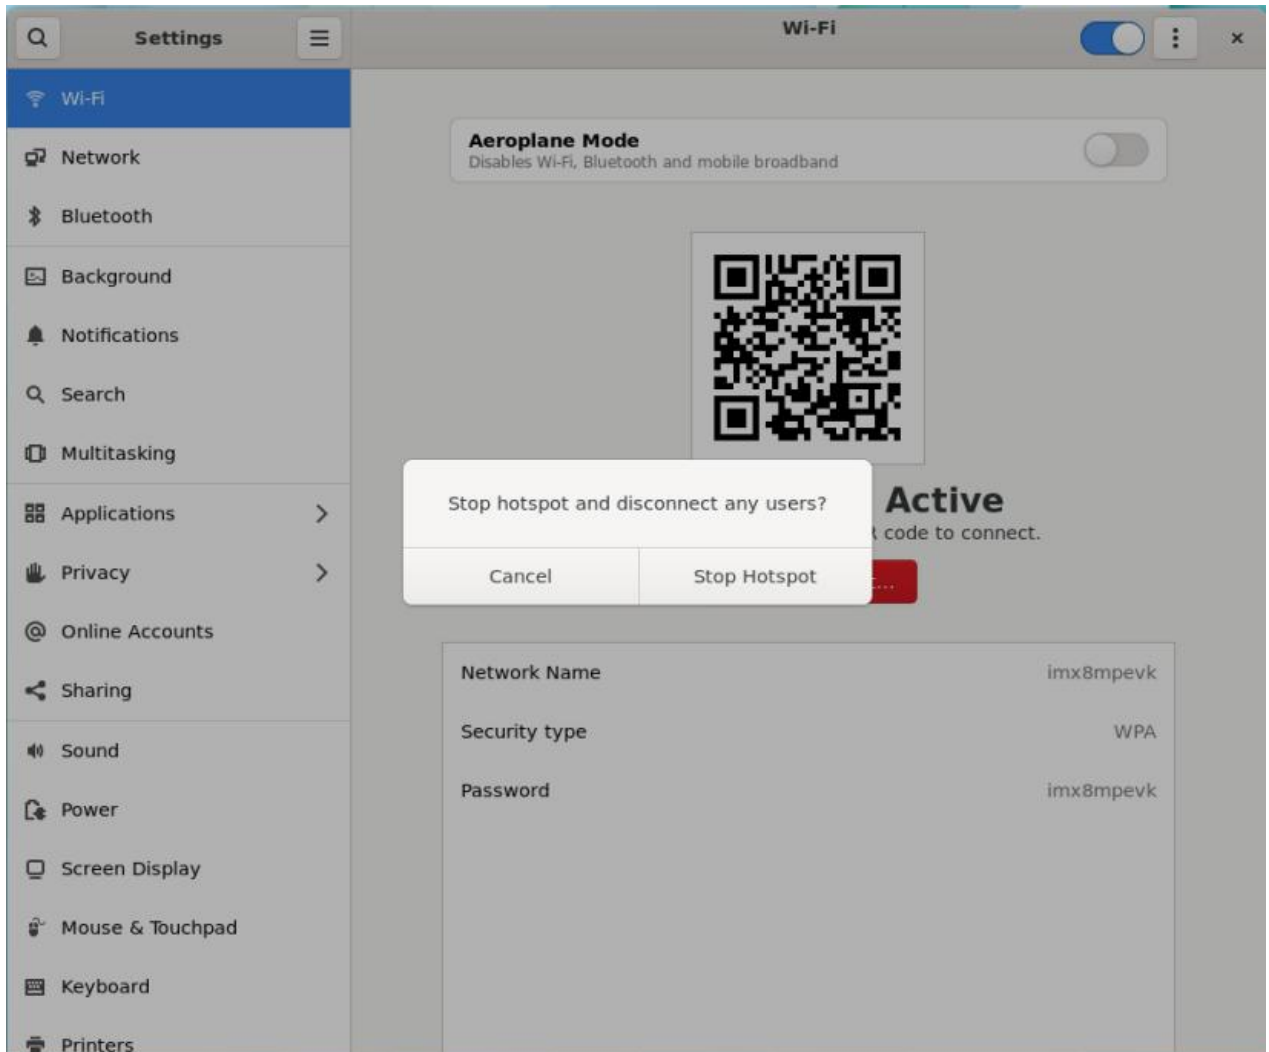 Settings
Wi-Fi
Wi-Fi
Network
Bluetooth
Background
Notifications
Search
Multitasking
Applications
Privacy
Online Accounts
Sharing
Sound
Power
Screen Display
Mouse & Touchpad
Keyboard
Printers
Aeroplane Mode
Disables Wi-Fi, Bluetooth and mobile broadband
Active
code to connect.
Stop hotspot and disconnect any users?
Cancel
Stop Hotspot
Network Name
imx8mpevk
Security type
WPA
Password
imx8mpevk